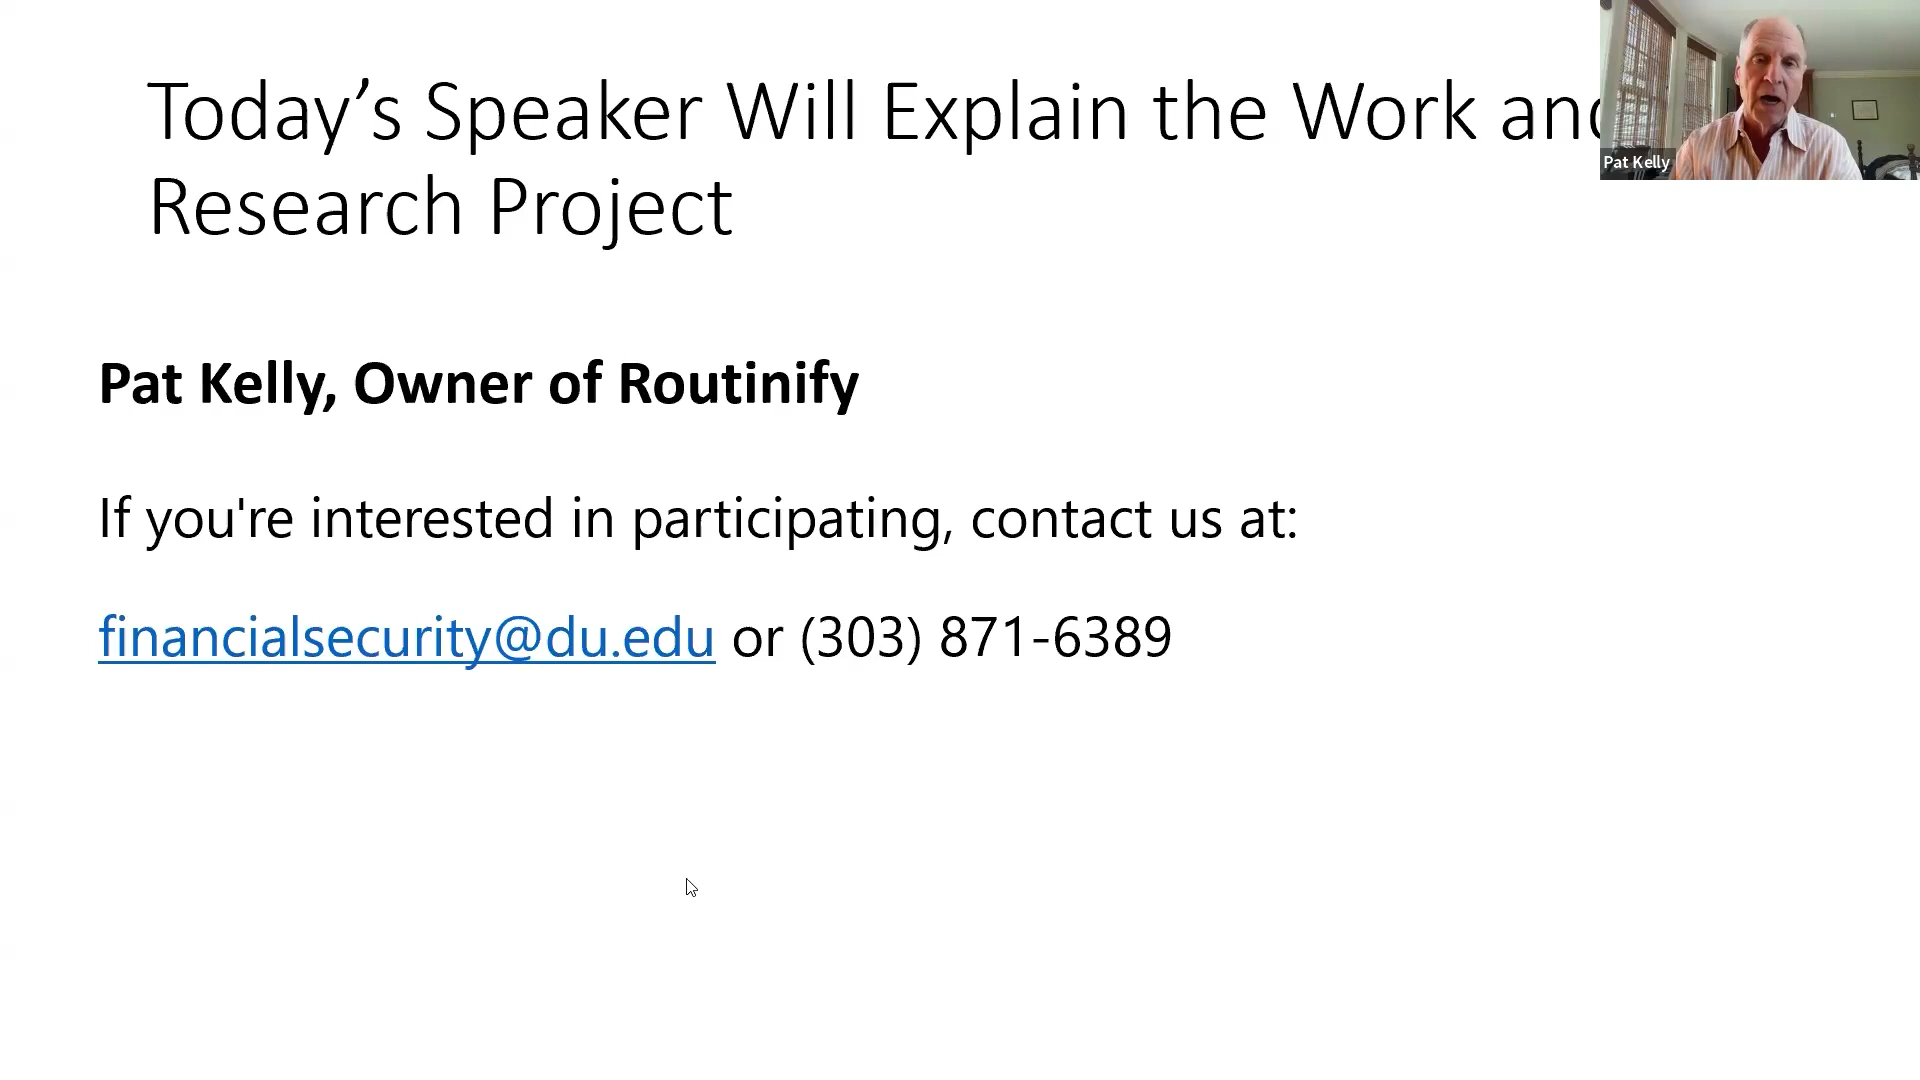 Today’s Speaker Will Explain the Work and
Research Project
Pat Kelly
Pat Kelly, Owner of Routinify
If you're interested in participating, contact us at:
financialsecurity@du.edu or (303) 871-6389